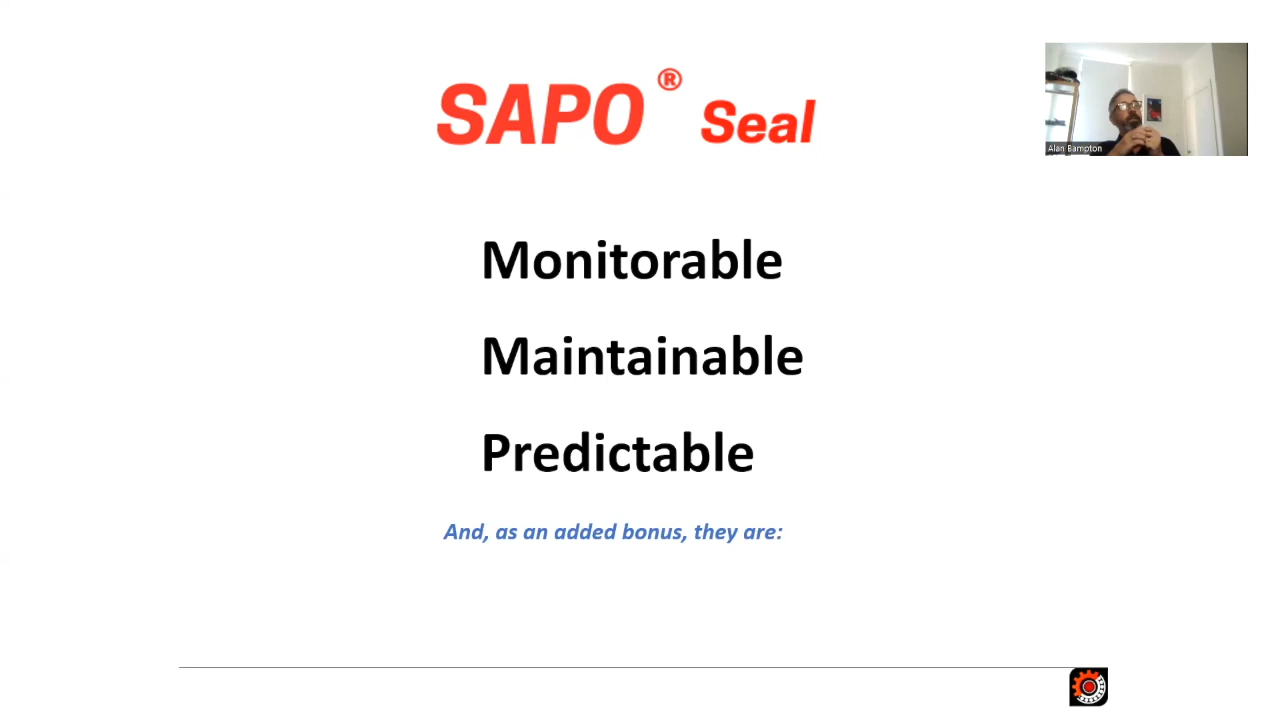 SAPO® Seal
Alan Bampton
Monitorable
Maintainable
Predictable
And, as an added bonus, they are: